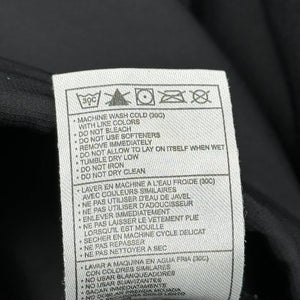 30C
• MACHINE WASH COLD (30C)
WITH LIKE COLORS
• DO NOT BLEACH
• DO NOT USE SOFTENERS
• REMOVE IMMEDIATELY
• DO NOT ALLOW TO LAY ON ITSELF WHEN WET
• TUMBLE DRY LOW
• DO NOT IRON
• DO NOT DRY CLEAN
• LAVER EN MACHINE A L'EAU FROIDE (30C)
AVEC COULEURS SIMILAIRES
• NE PAS UTILISER D'EAU DE JAVEL
• NE PAS UTILISER D'ADOUCISSEUR
• ENLEVER IMMEDIATEMENT
• NE PAS LAISSER LE VÊTEMENT PLIE
LORSQU'IL EST MOUILLE
• SECHER MACHINE CYCLE DELICAT
• NE PAS REPASSER
• NE PAS NETTOYER A SEC
• LAVAR A MAQUINA EN AGUA FRIA (30C)
CON COLORES SIMILARES
• NO USAR BLANQUEADORES